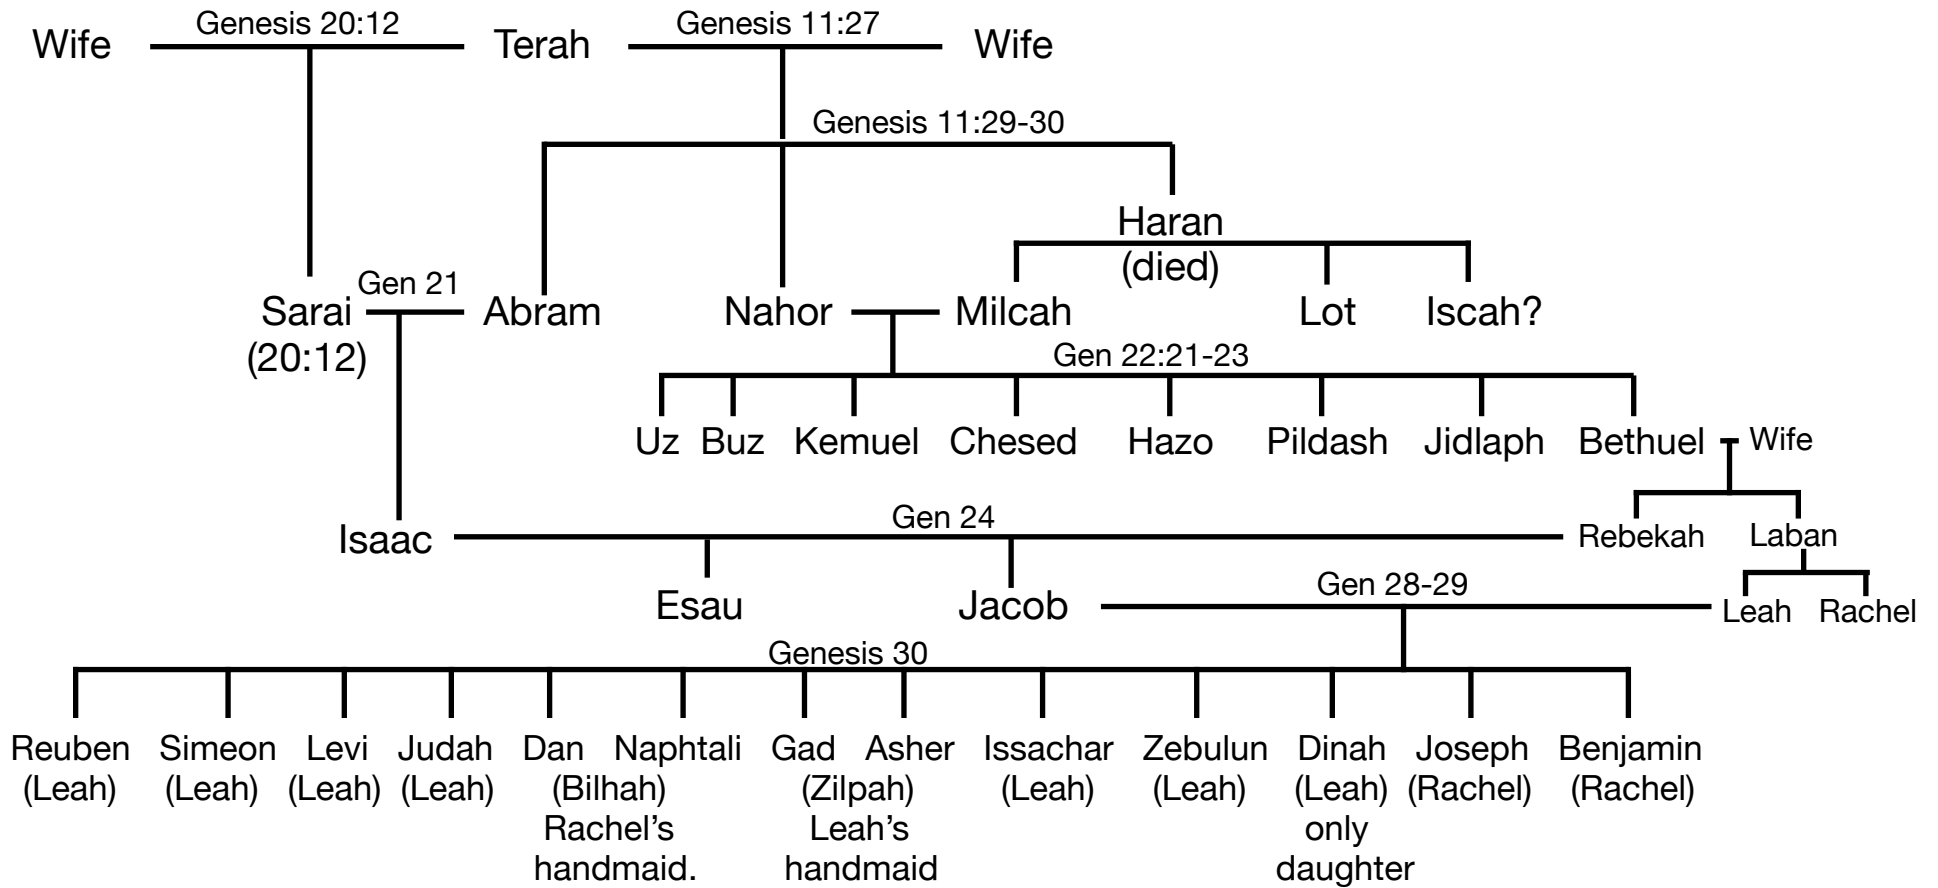 Genesis 20:12 Genesis 11:27
Wife Terah Wife
Genesis 11:29-30
Haran
(died)
Gen 21
Sarai Abram Nahor Milcah Lot Iscah?
(20:12)
Gen 22:21-23
Uz Buz Kemuel Chesed Hazo Pildash Jidlaph Bethuel Wife
Gen 24
Isaac Rebekah Laban
Gen 28-29
Esau Jacob Leah Rachel
Genesis 30
Reuben Simeon Levi Judah Dan Naphtali Gad Asher Issachar Zebulun Dinah Joseph Benjamin
(Leah) (Leah) (Leah) (Leah) (Bilhah) (Zilpah) (Leah) (Leah) (Leah) (Rachel) (Rachel)
Rachel’s Leah’s only
handmaid. handmaid daughter